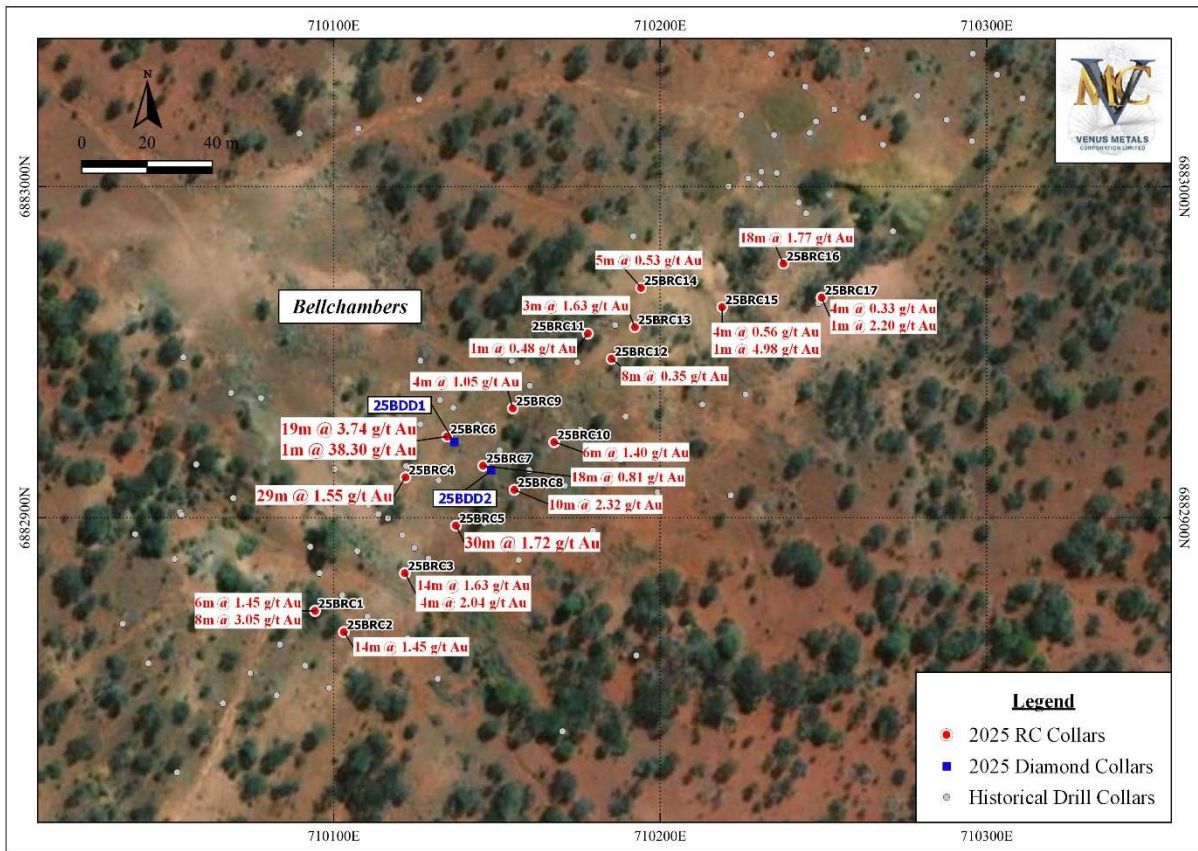 710100E
710200E
710300E
N
0 20 40 m
6883000N
6883000N
VMC
VENUS METALS
CORPORATION LIMITED
18m @ 1.77 g/t Au
25BRC16
5m @ 0.53 g/t Au
25BRC14
25BRC17
4m @ 0.33 g/t Au
1m @ 2.20 g/t Au
Bellchambers
3m @ 1.63 g/t Au
25BRC15
4m @ 0.56 g/t Au
1m @ 4.98 g/t Au
25BRC13
25BRC11
1m @ 0.48 g/t Au
25BRC12
8m @ 0.35 g/t Au
4m @ 1.05 g/t Au
25BRC9
25BDD1
19m @ 3.74 g/t Au
1m @ 38.30 g/t Au
25BRC6
25BRC10
6m @ 1.40 g/t Au
25BRC7
18m @ 0.81 g/t Au
25BRC4
29m @ 1.55 g/t Au
25BDD2
25BRC8
10m @ 2.32 g/t Au
6882900N
6882900N
25BRC5
30m @ 1.72 g/t Au
25BRC3
14m @ 1.63 g/t Au
4m @ 2.04 g/t Au
6m @ 1.45 g/t Au
8m @ 3.05 g/t Au
25BRC1
25BRC2
14m @ 1.45 g/t Au
Legend
2025 RC Collars
2025 Diamond Collars
Historical Drill Collars
710100E
710200E
710300E